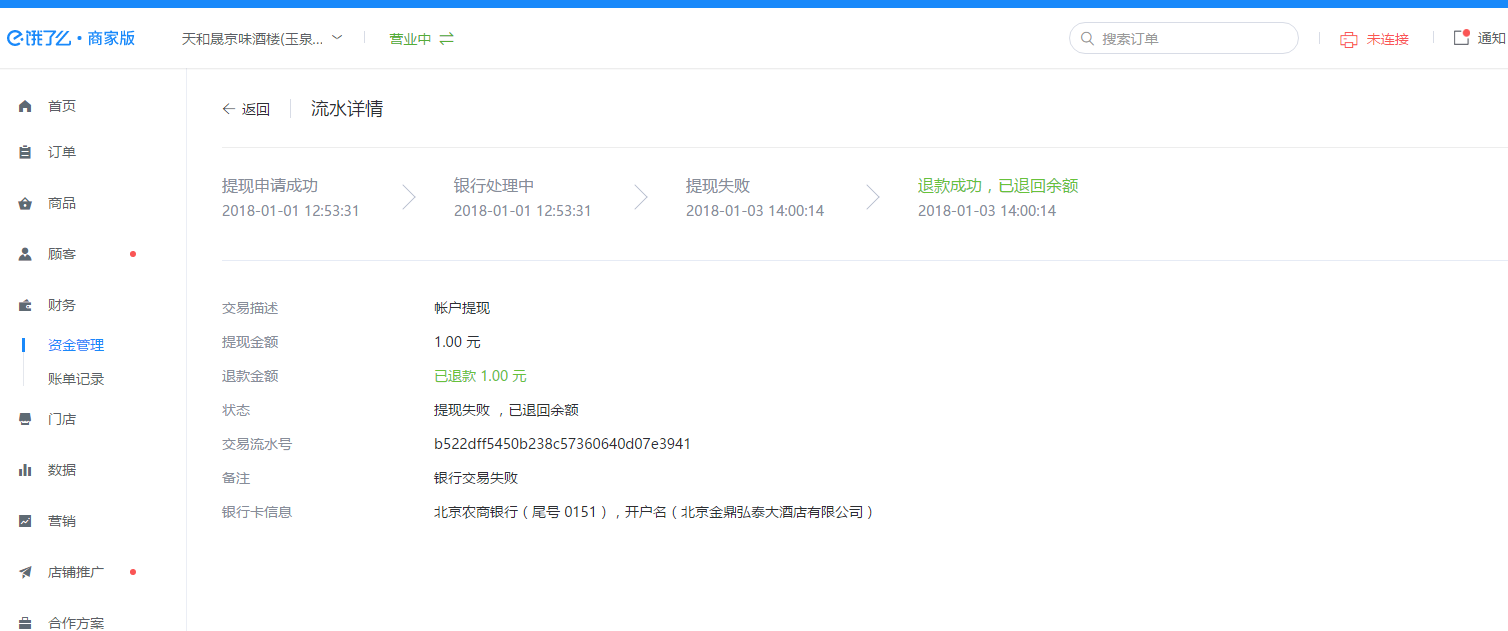 饿了么·商家版
天和晟京味酒楼(玉泉...
营业中
搜索订单
未连接
通知
首页
订单
商品
顾客
财务
资金管理
账单记录
门店
数据
营销
店铺推广
合作方案
返回
流水详情
提现申请成功
2018-01-01 12:53:31
银行处理中
2018-01-01 12:53:31
提现失败
2018-01-03 14:00:14
退款成功，已退回余额
2018-01-03 14:00:14
交易描述 帐户提现
提现金额 1.00 元
退款金额 已退款 1.00 元
状态 提现失败 ，已退回余额
交易流水号 b522dff5450b238c57360640d07e3941
备注 银行交易失败
银行卡信息 北京农商银行（尾号 0151），开户名（北京金鼎弘泰大酒店有限公司）